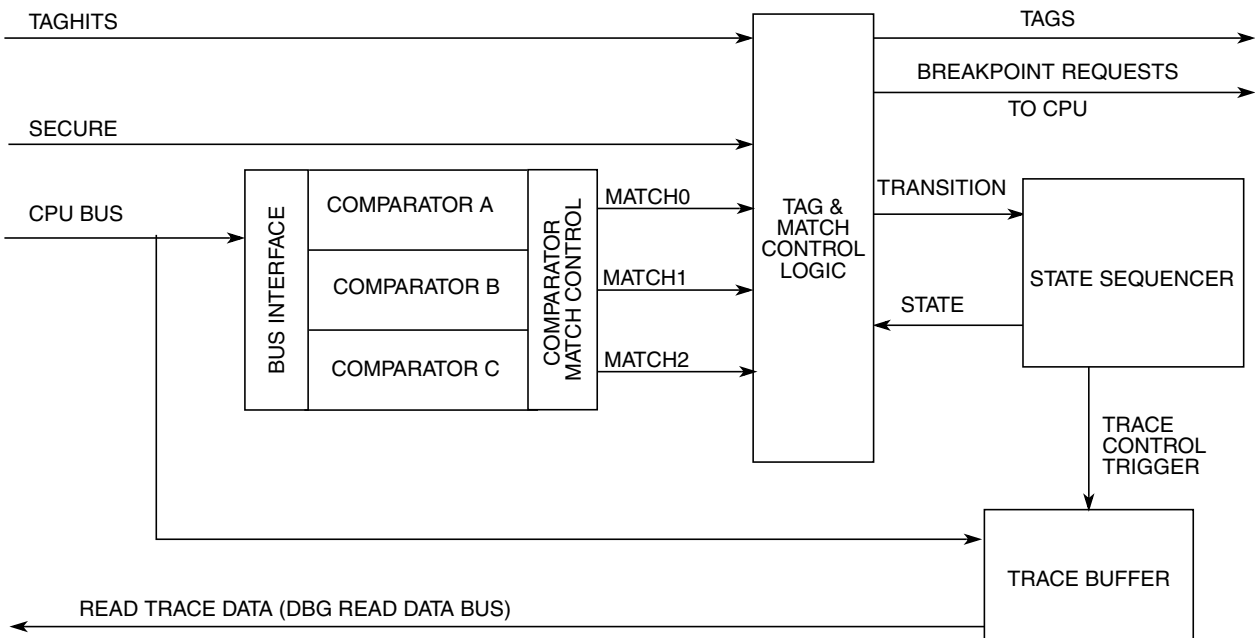 TAGHITS
TAGS
BREAKPOINT REQUESTS
TO CPU
SECURE
CPU BUS
BUS INTERFACE
COMPARATOR A
COMPARATOR B
COMPARATOR C
COMPARATOR
MATCH CONTROL
MATCH0
MATCH1
MATCH2
TAG &
MATCH
CONTROL
LOGIC
TRANSITION
STATE
STATE SEQUENCER
TRACE
CONTROL
TRIGGER
TRACE BUFFER
READ TRACE DATA (DBG READ DATA BUS)